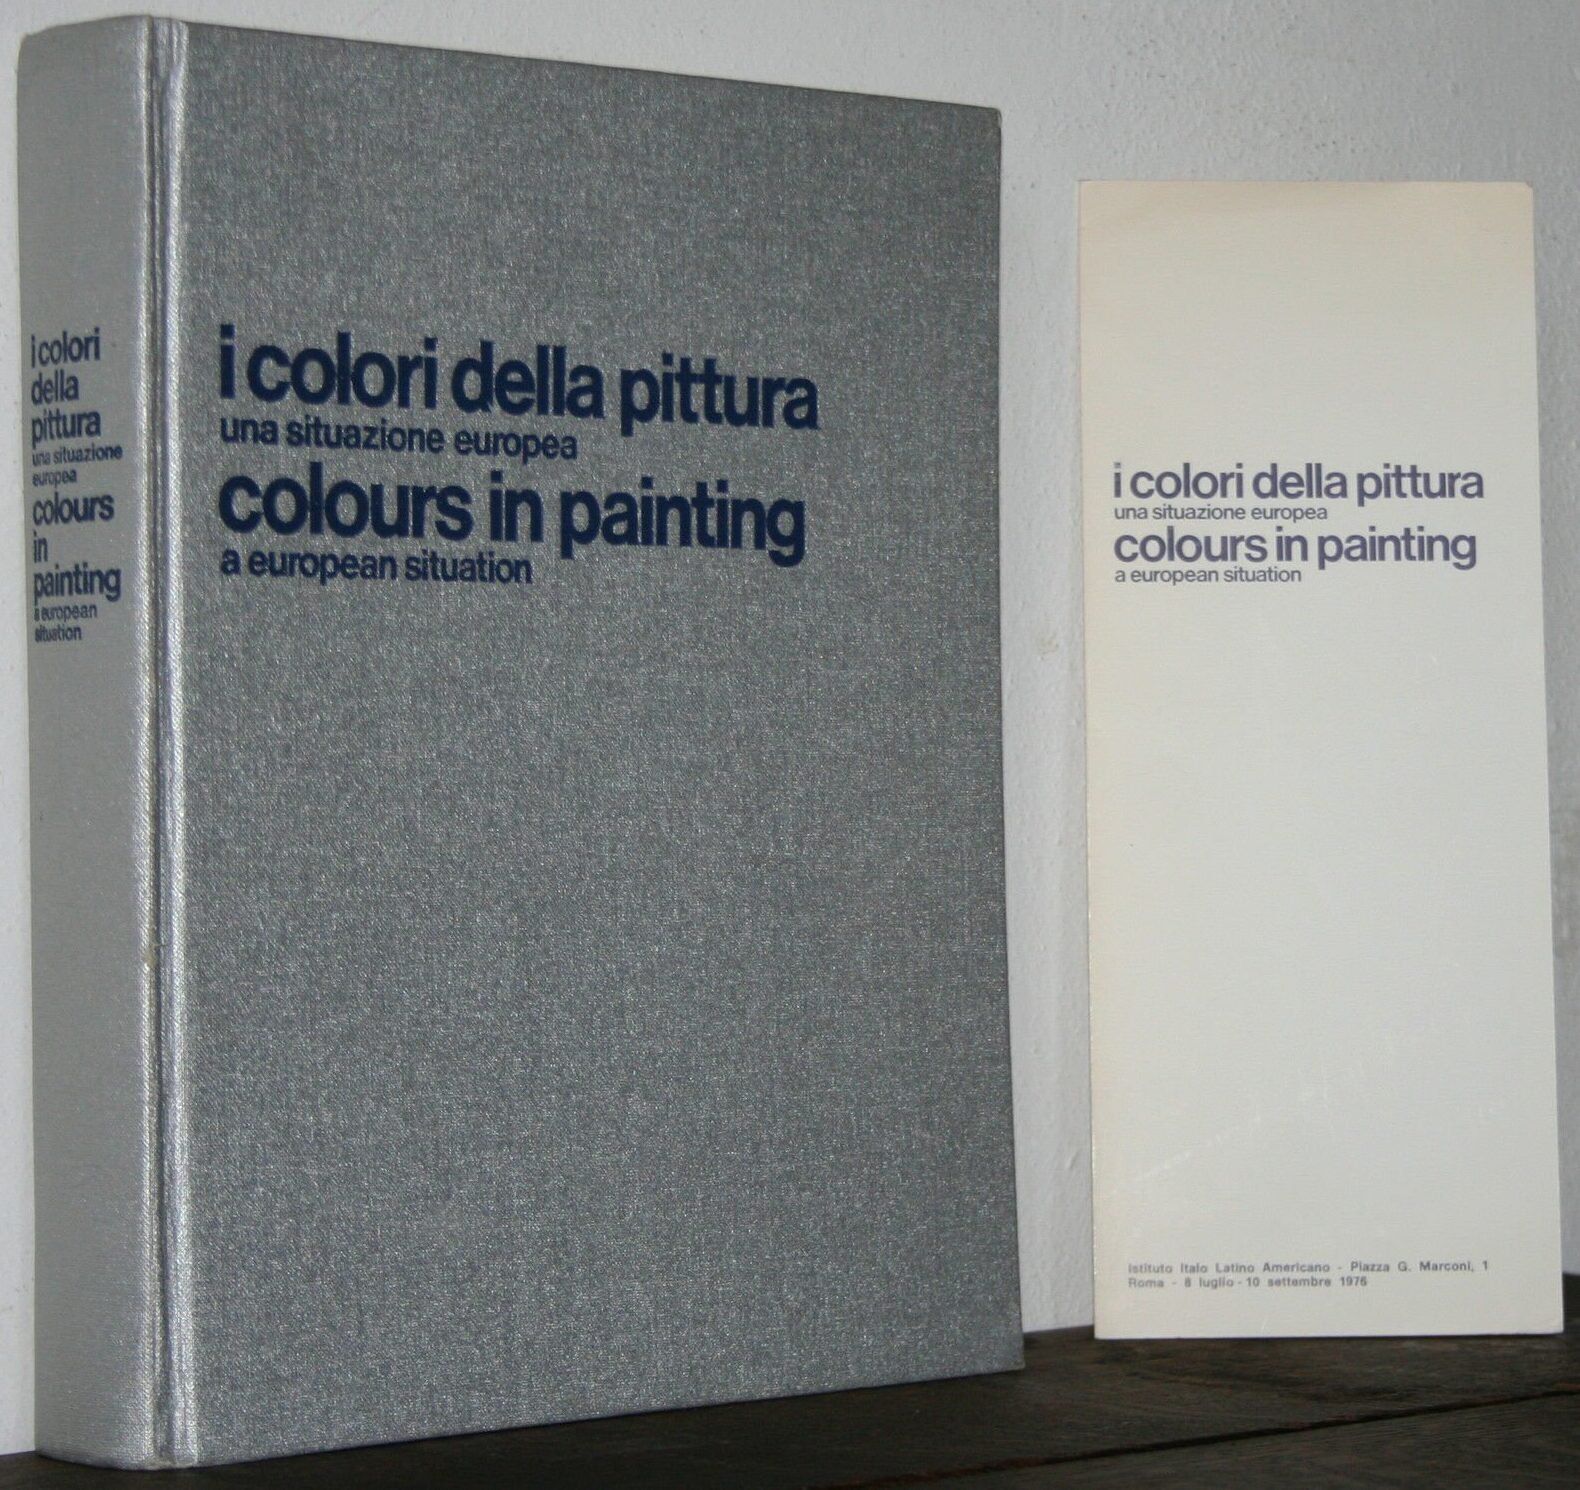 i colori
della
pittura
una situazione
europea
colours
in
painting
a european
situation
i colori della pittura
una situazione europea
colours in painting
a european situation
i colori della pittura
una situazione europea
colours in painting
a european situation
Istituto Italo Latino Americano - Piazza G. Marconi, 1
Roma - 8 luglio - 10 settembre 1976